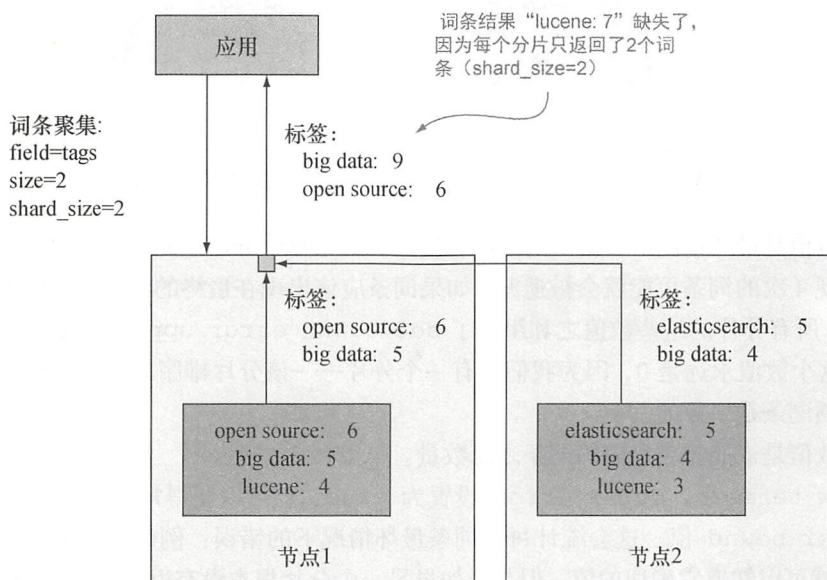 应用
词条结果“lucene: 7”缺失了，
因为每个分片只返回了2个词
条（shard_size=2）
词条聚集:
field=tags
size=2
shard_size=2
标签：
big data: 9
open source: 6
标签：
open source: 6
big data: 5
标签：
elasticsearch: 5
big data: 4
open source: 6
big data: 5
lucene: 4
elasticsearch: 5
big data: 4
lucene: 3
节点1
节点2